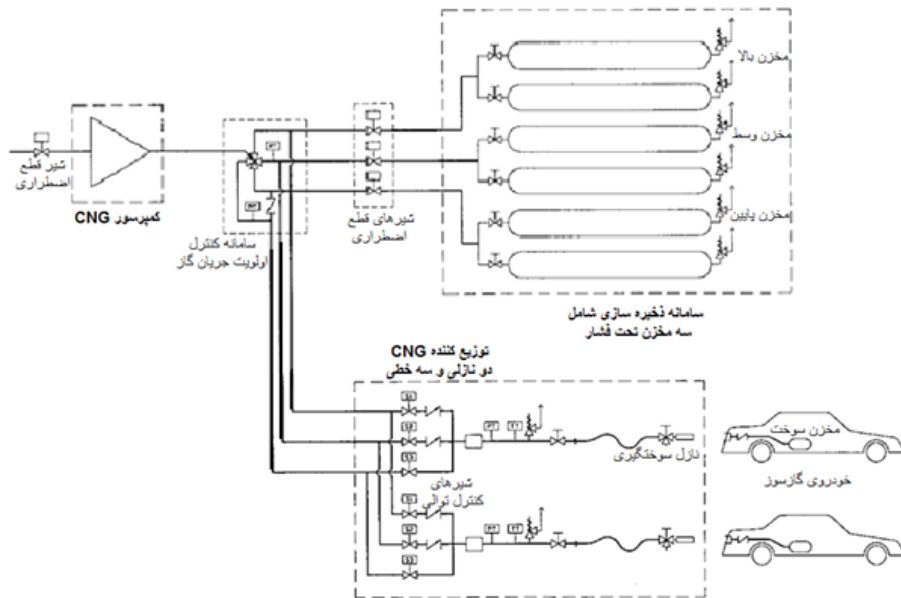 مخزن بالا
مخزن وسط
مخزن پایین
شیر قطع
اضطراری
کمپرسور CNG
سامانه کنترل
اولویت جریان گاز
شیرهای قطع
اضطراری
سامانه ذخیره سازی شامل
سه مخزن تحت فشار
توزیع کننده CNG
دو نازلی و سه خطی
شیرهای
کنترل توالی
نازل سوختگیری
مخزن سوخت
خودروی گازسوز
PT